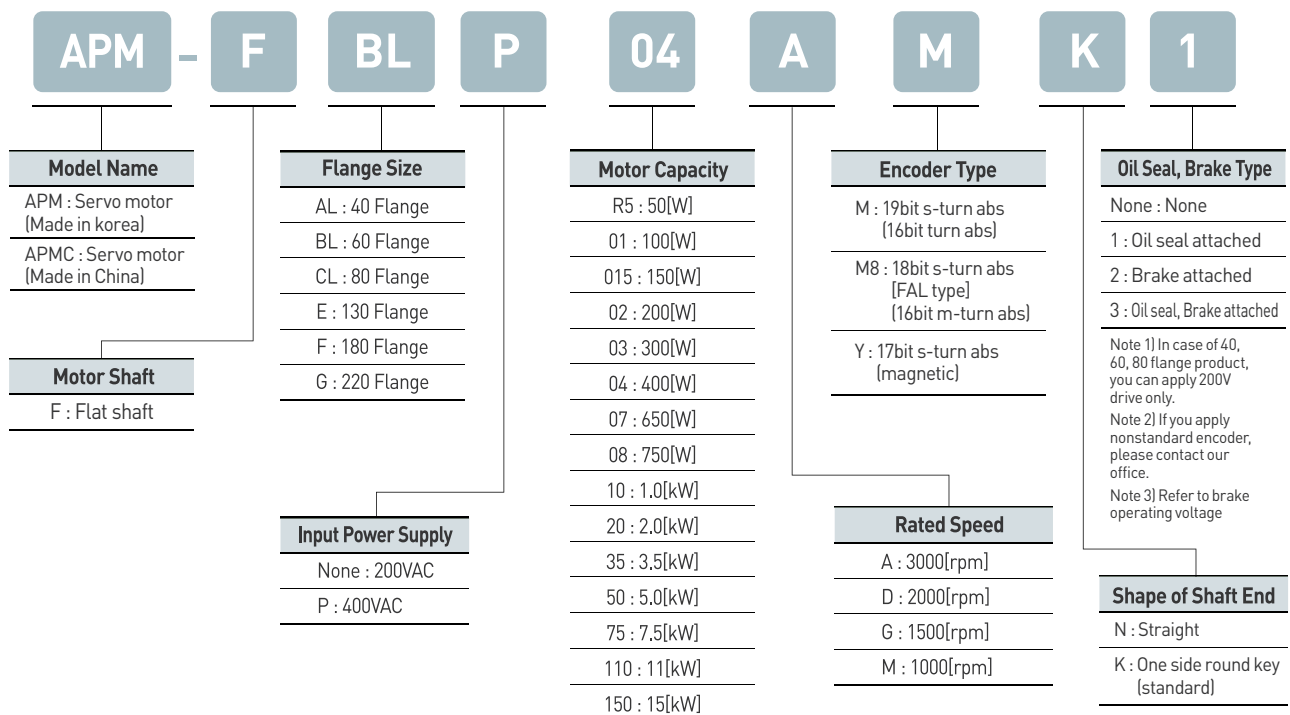 APM - F BL P 04 A M K 1
Model Name
APM : Servo motor
(Made in korea)
APMC : Servo motor
(Made in China)
Motor Shaft
F : Flat shaft
Flange Size
AL : 40 Flange
BL : 60 Flange
CL : 80 Flange
E : 130 Flange
F : 180 Flange
G : 220 Flange
Input Power Supply
None : 200VAC
P : 400VAC
Motor Capacity
R5 : 50[W]
01 : 100[W]
015 : 150[W]
02 : 200[W]
03 : 300[W]
04 : 400[W]
07 : 650[W]
08 : 750[W]
10 : 1.0[kW]
20 : 2.0[kW]
35 : 3.5[kW]
50 : 5.0[kW]
75 : 7.5[kW]
110 : 11[kW]
150 : 15[kW]
Encoder Type
M : 19bit s-turn abs
(16bit turn abs)
M8 : 18bit s-turn abs
[FAL type]
(16bit m-turn abs)
Y : 17bit s-turn abs
(magnetic)
Rated Speed
A : 3000[rpm]
D : 2000[rpm]
G : 1500[rpm]
M : 1000[rpm]
Oil Seal, Brake Type
None : None
1 : Oil seal attached
2 : Brake attached
3 : Oil seal, Brake attached
Note 1) In case of 40,
60, 80 flange product,
you can apply 200V
drive only.
Note 2) If you apply
nonstandard encoder,
please contact our
office.
Note 3) Refer to brake
operating voltage
Shape of Shaft End
N : Straight
K : One side round key
(standard)